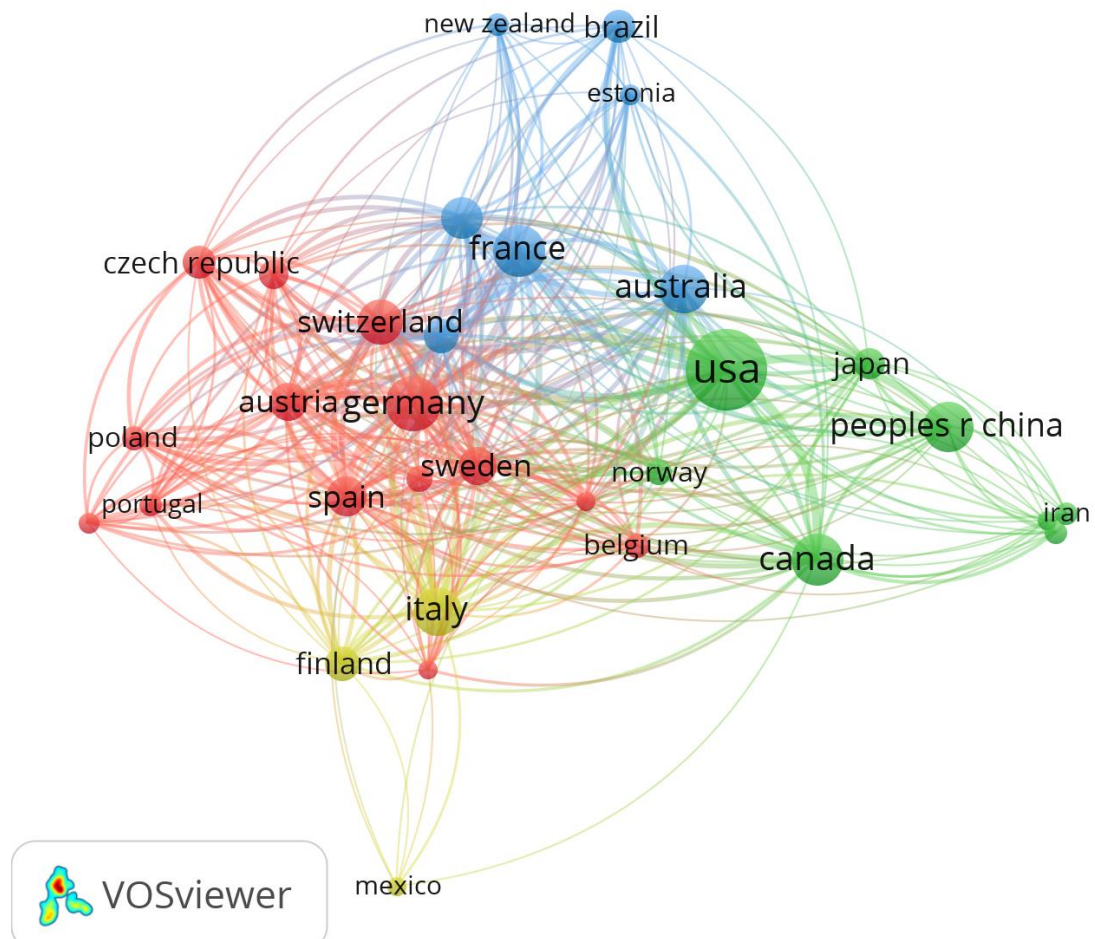 new zealand
brazil
estonia
france
czech republic
australia
switzerland
usa
japan
austria
germany
peoples r china
poland
sweden
norway
spain
portugal
iran
belgium
canada
italy
finland
mexico
VOSviewer